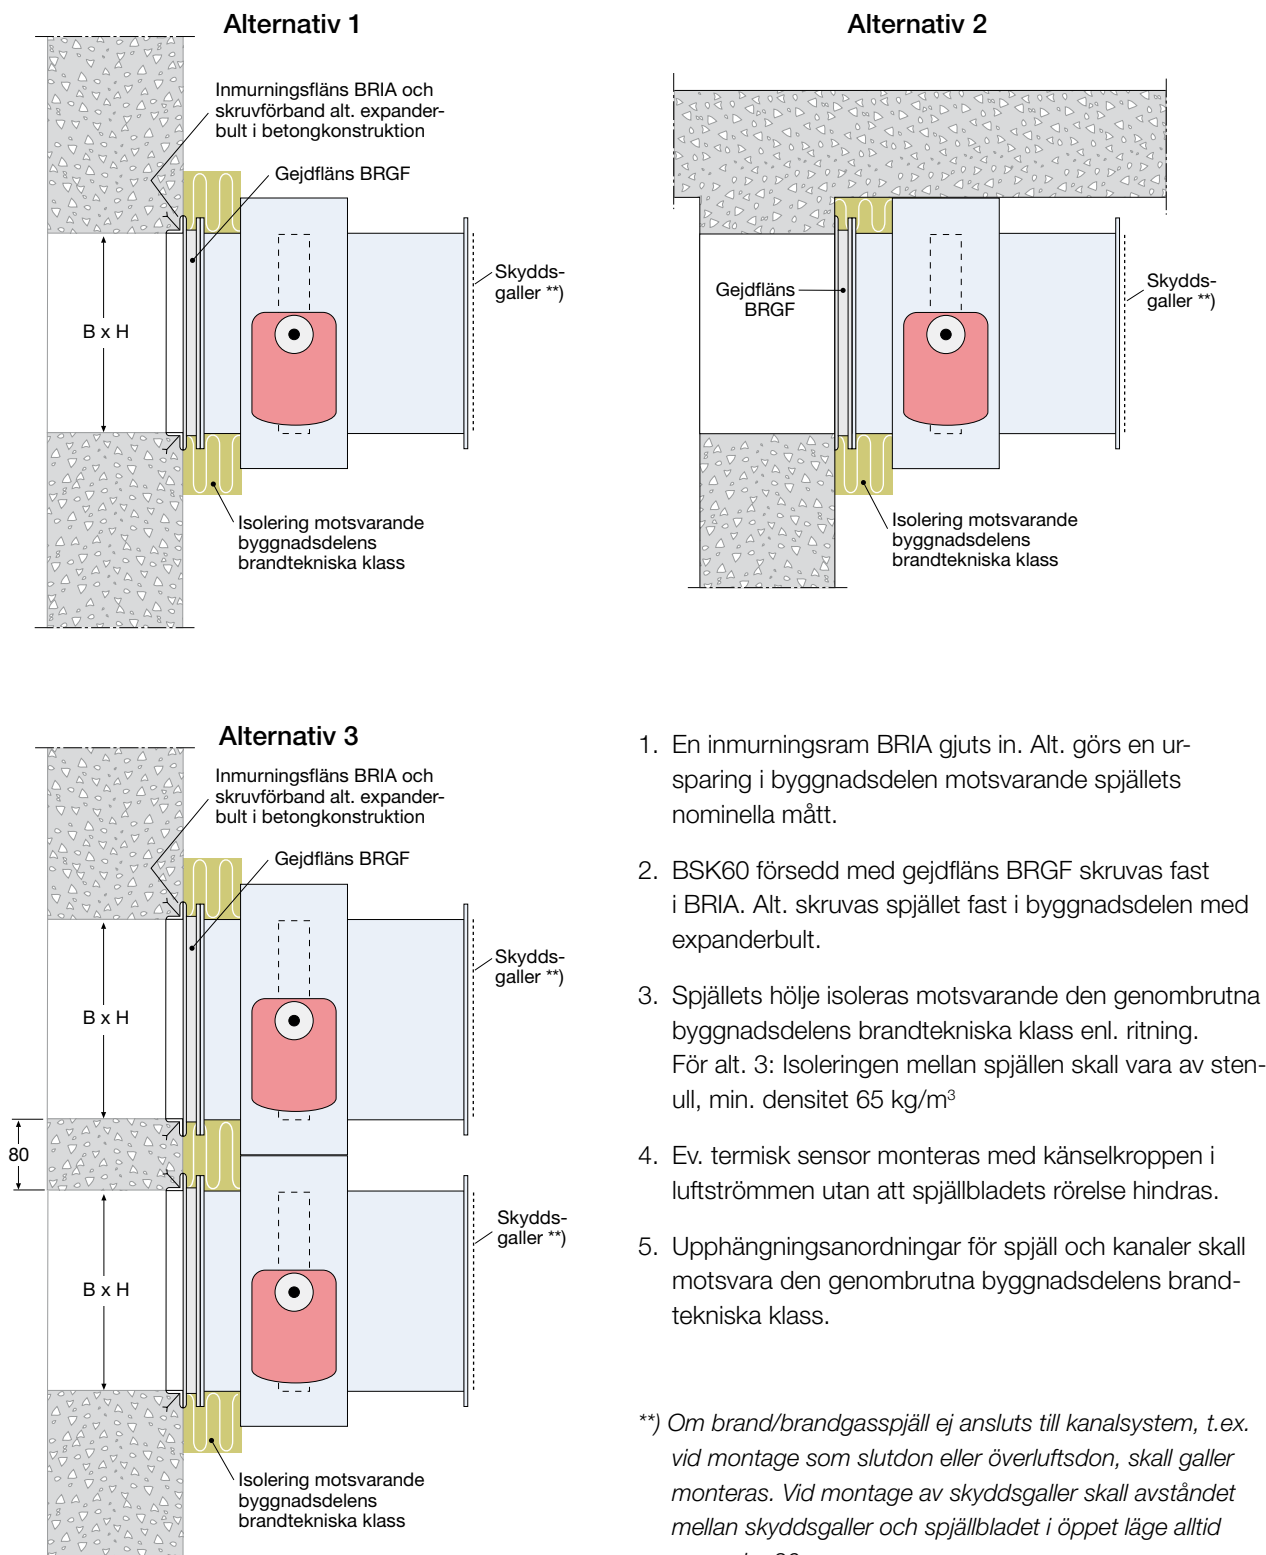 Alternativ 1
Inmurningsfläns BRIA och
skruvförband alt. expander-
bult i betongkonstruktion
Gejdfläns BRGF
Skydds-
galler **)
B x H
Isolering motsvarande
byggnadsdelens
brandtekniska klass
Alternativ 2
Gejdfläns
BRGF
Skydds-
galler **)
Isolering motsvarande
byggnadsdelens
brandtekniska klass
Alternativ 3
Inmurningsfläns BRIA och
skruvförband alt. expander-
bult i betongkonstruktion
Gejdfläns BRGF
Skydds-
galler **)
B x H
80
Skydds-
galler **)
B x H
Isolering motsvarande
byggnadsdelens
brandtekniska klass
1. En inmurningsram BRIA gjuts in. Alt. görs en ur-
sparing i byggnadsdelen motsvarande spjällets
nominella mått.
2. BSK60 försedd med gejdfläns BRGF skruvas fast
i BRIA. Alt. skruvas spjället fast i byggnadsdelen med
expanderbult.
3. Spjällets hölje isoleras motsvarande den genombrutna
byggnadsdelens brandtekniska klass enl. ritning.
För alt. 3: Isoleringen mellan spjällen skall vara av sten-
ull, min. densitet 65 kg/m³
4. Ev. termisk sensor monteras med känselkroppen i
luftströmmen utan att spjällbladets rörelse hindras.
5. Upphängningsanordningar för spjäll och kanaler skall
motsvara den genombrutna byggnadsdelens brand-
tekniska klass.
**) Om brand/brandgasspjäll ej ansluts till kanalsystem, t.ex.
vid montage som slutdon eller överluftsdon, skall galler
monteras. Vid montage av skyddsgaller skall avståndet
mellan skyddsgaller och spjällbladet i öppet läge alltid